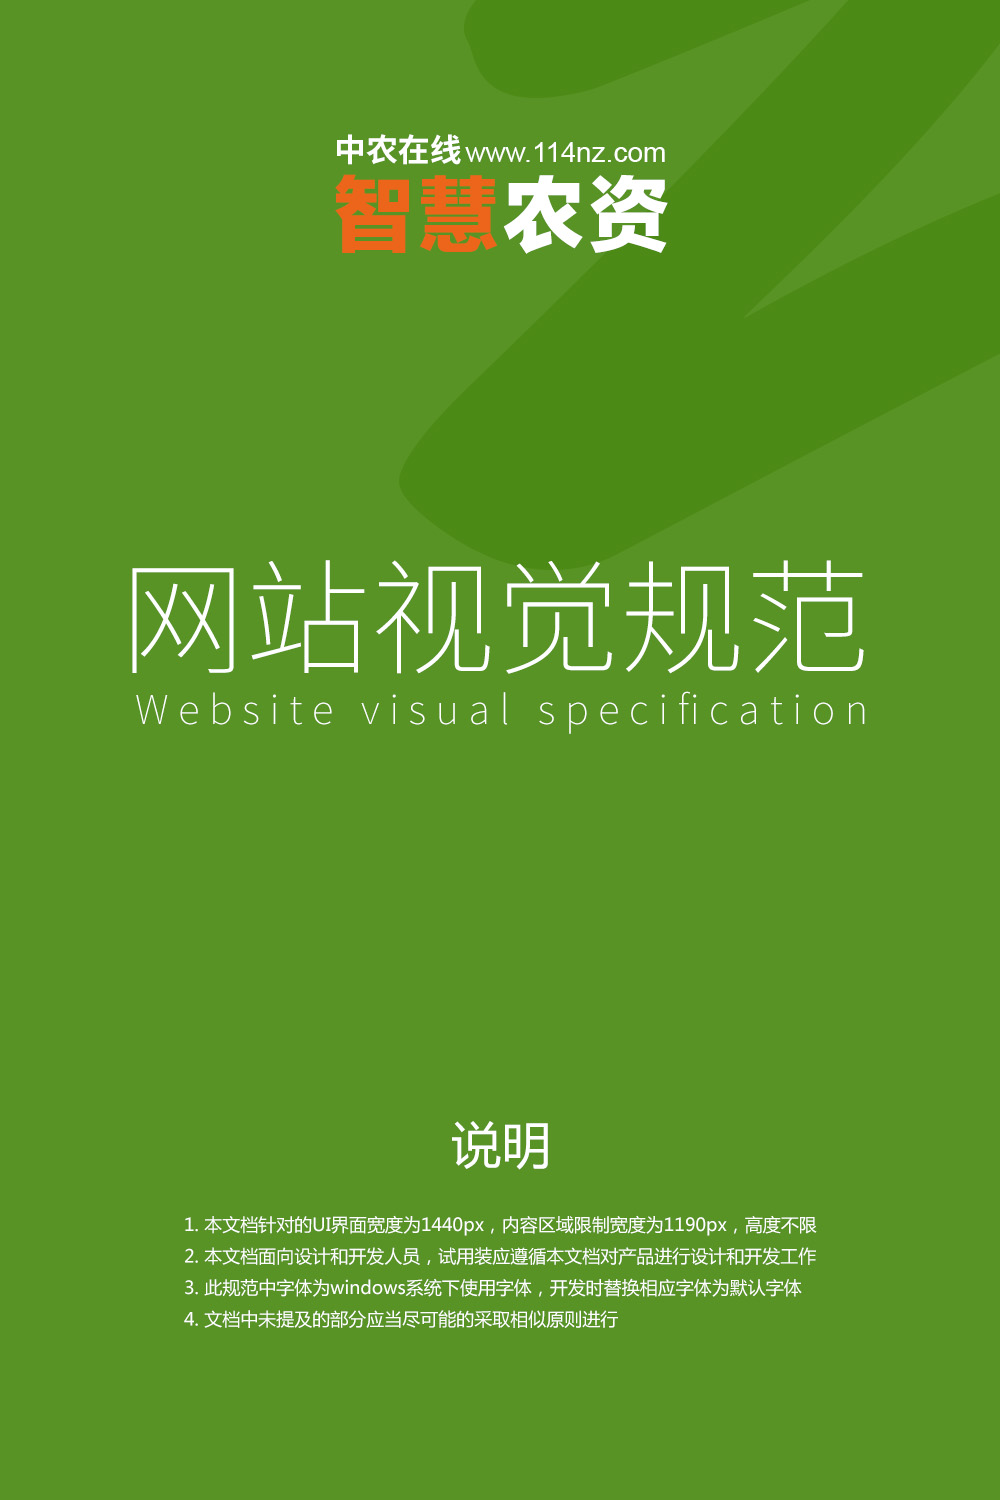 中农在线 www.114nz.com
智慧农资
网站视觉规范
Website visual specification
说明
1. 本文档针对的UI界面宽度为1440px，内容区域限制宽度为1190px，高度不限
2. 本文档面向设计和开发人员，试用装应遵循本文档对产品进行设计和开发工作
3. 此规范中字体为windows系统下使用字体，开发时替换相应字体为默认字体
4. 文档中未提及的部分应当尽可能的采取相似原则进行